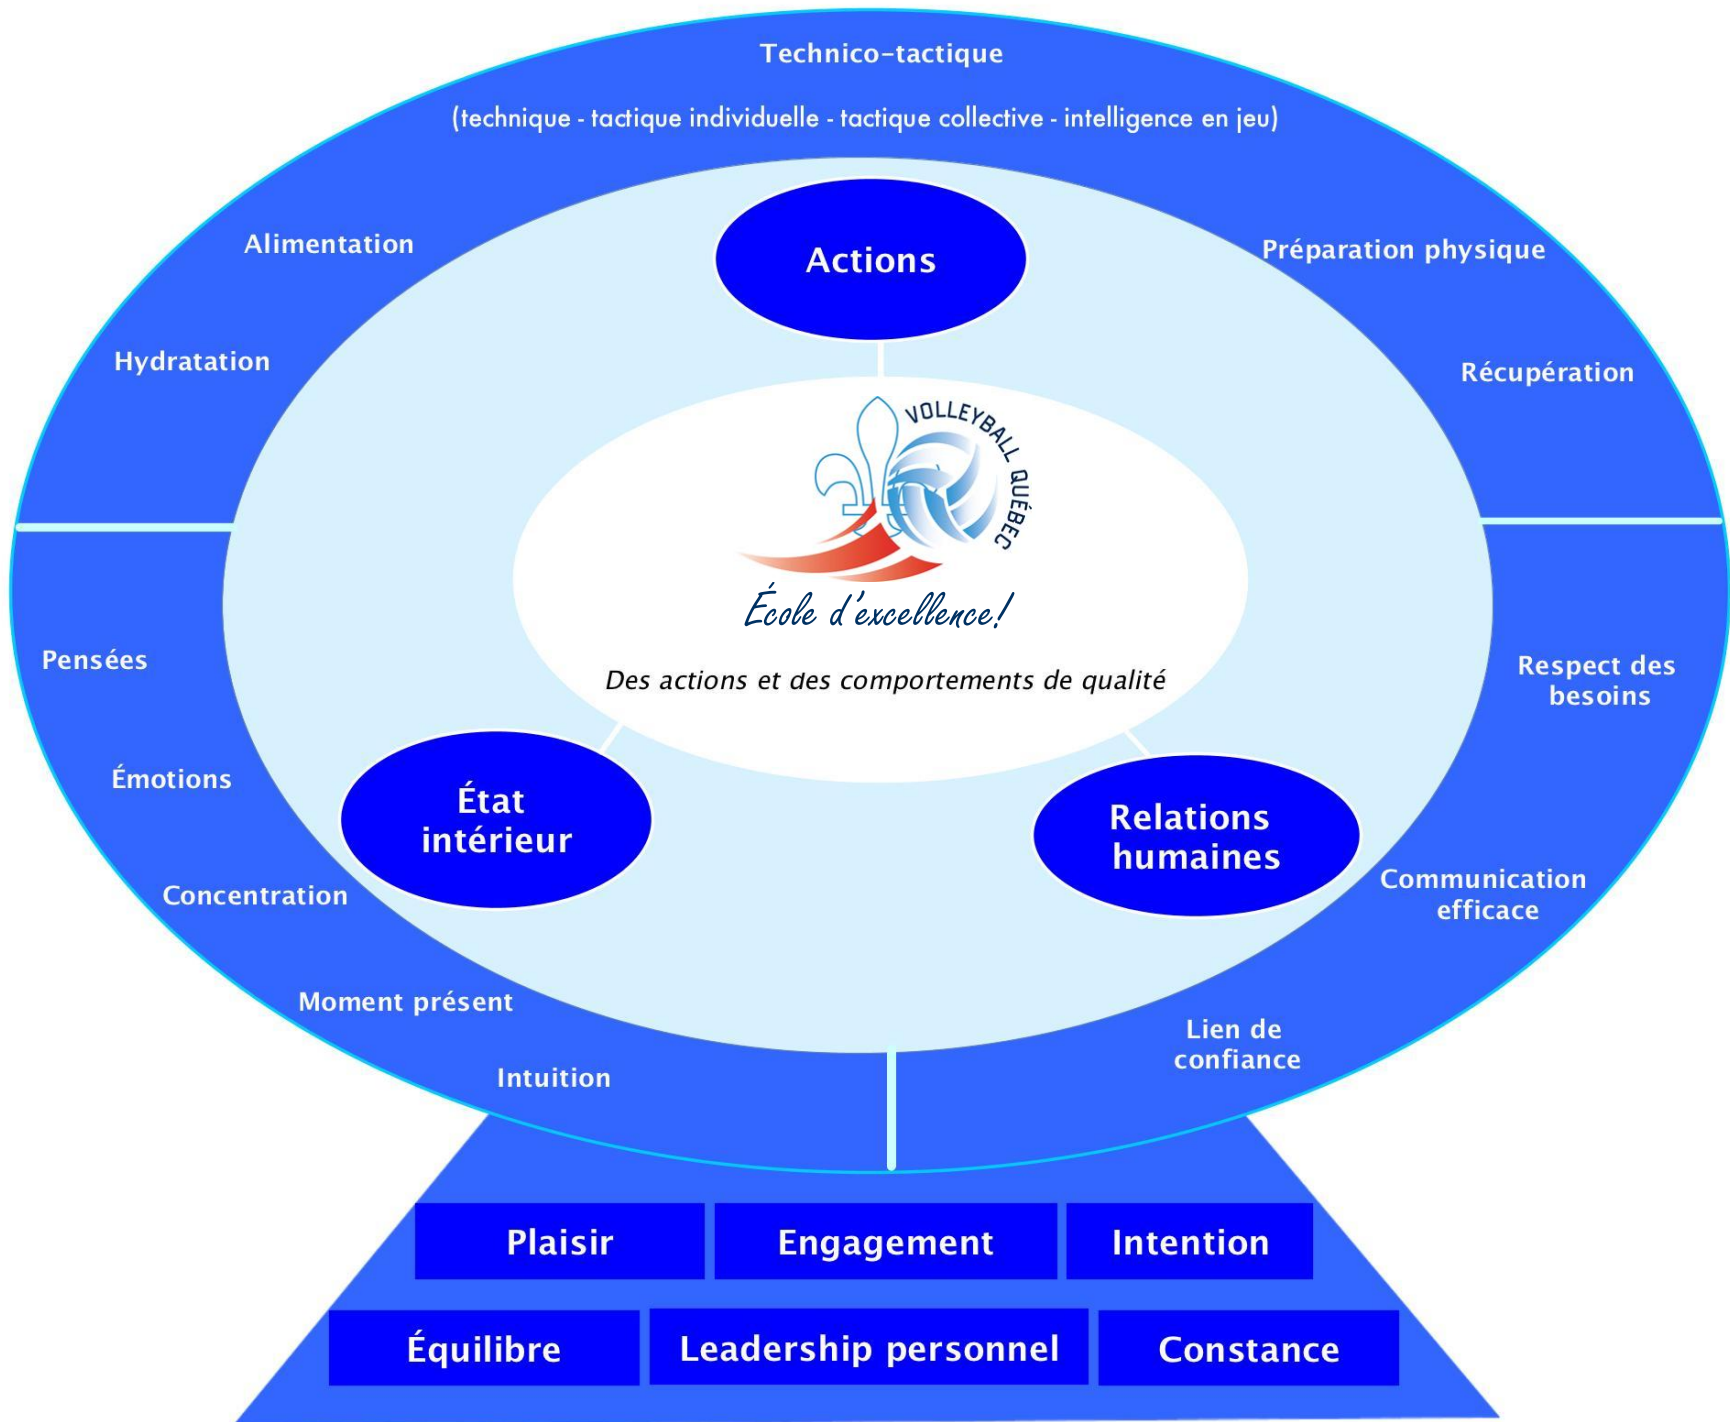 Technico-tactique
(technique - tactique individuelle - tactique collective - intelligence en jeu)
Alimentation
Préparation physique
Hydratation
Récupération
Actions
VOLLEYBALL QUÉBEC
École d'excellence!
Des actions et des comportements de qualité
Pensées
Émotions
Concentration
Moment présent
Intuition
État
intérieur
Relations
humaines
Respect des
besoins
Communication
efficace
Lien de
confiance
Plaisir
Engagement
Intention
Équilibre
Leadership personnel
Constance